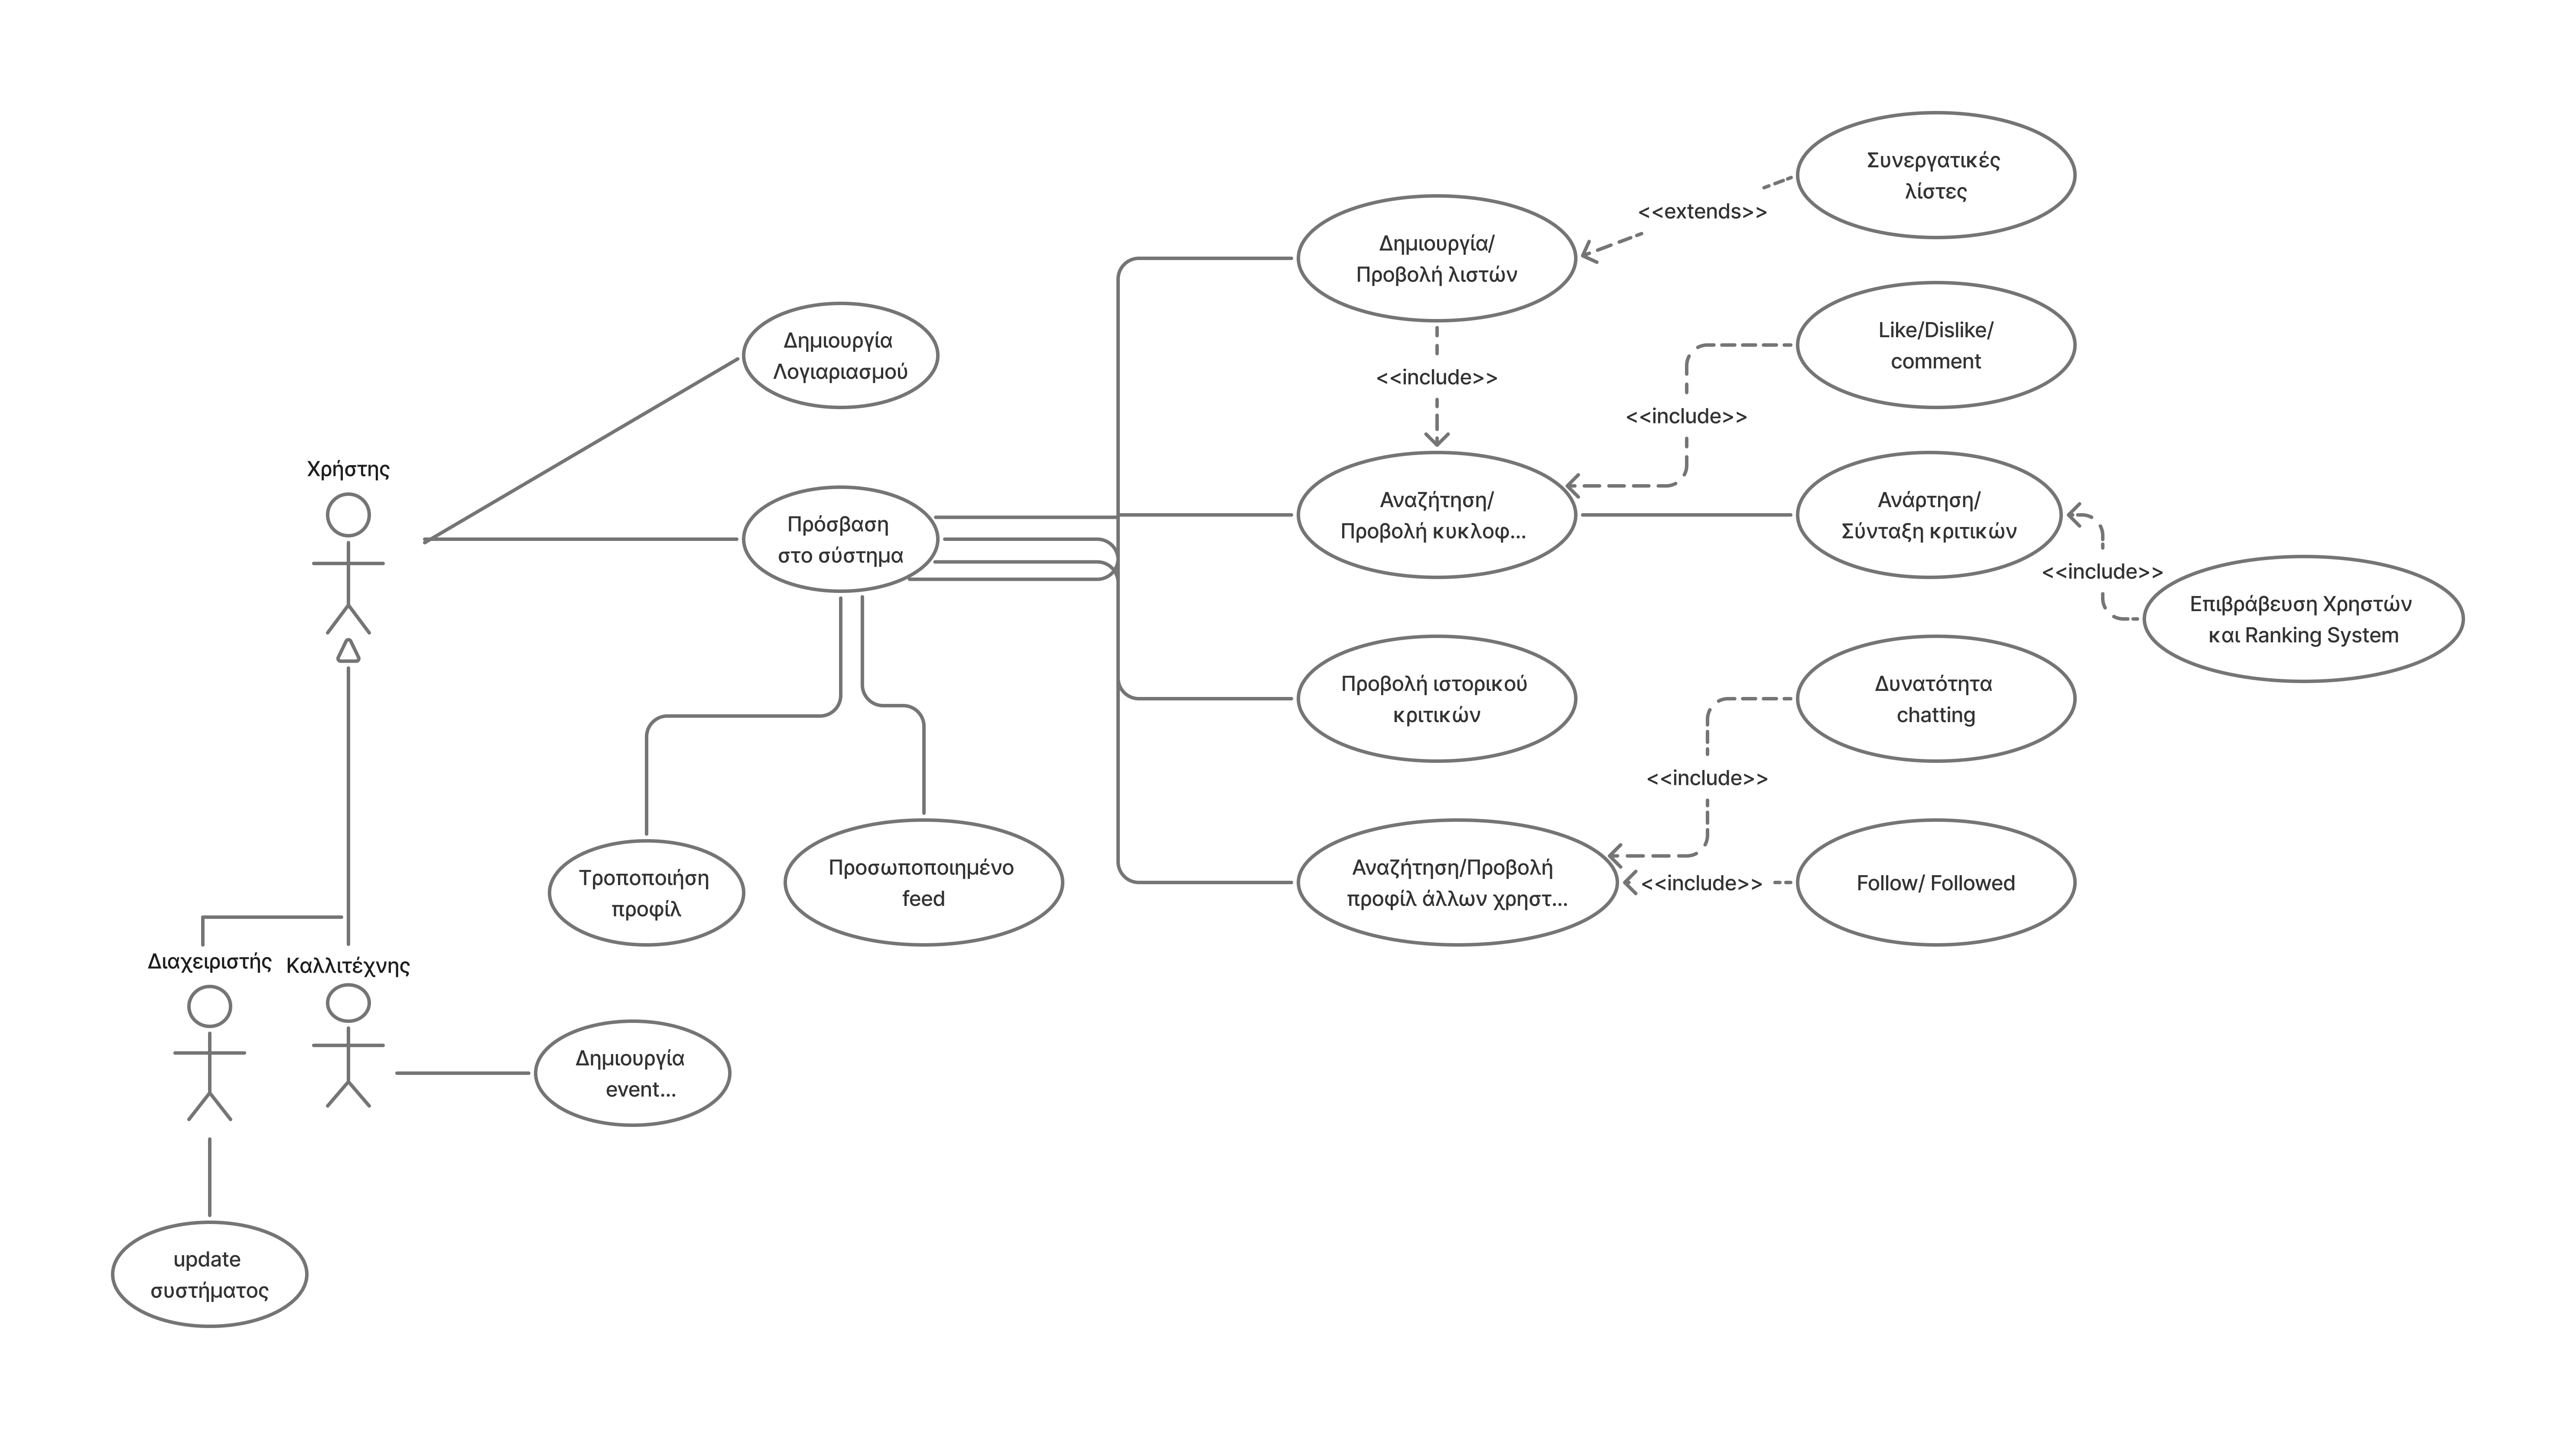 Συνεργατικές
λίστες
<<extends>>
Δημιουργία/
Προβολή λιστών
Like/Dislike/
comment
Δημιουργία
Λογιαριασμού
<<include>>
<<include>>
Χρήστης
Πρόσβαση
στο σύστημα
Αναζήτηση/
Προβολή κυκλοφ...
Ανάρτηση/
Σύνταξη κριτικών
<<include>>
Επιβράβευση Χρηστών
και Ranking System
Προβολή ιστορικού
κριτικών
Δυνατότητα
chatting
<<include>>
Τροποποιήση
προφίλ
Προσωποποιημένο
feed
Αναζήτηση/Προβολή
προφίλ άλλων χρηστ...
<<include>>
Follow/ Followed
Διαχειριστής
Καλλιτέχνης
Δημιουργία
event...
update
συστήματος